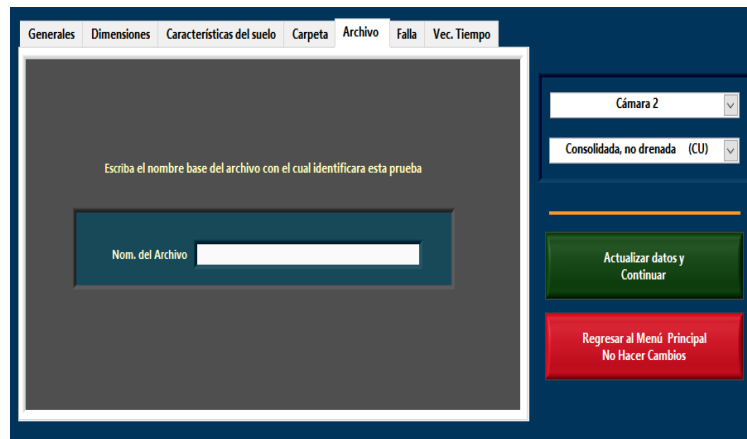 Generales Dimensiones Características del suelo Carpeta Archivo Falla Vec. Tiempo
Cámara 2
Consolidada, no drenada (CU)
Escriba el nombre base del archivo con el cual identificara esta prueba
Nom. del Archivo
Actualizar datos y
Continuar
Regresar al Menú Principal
No Hacer Cambios